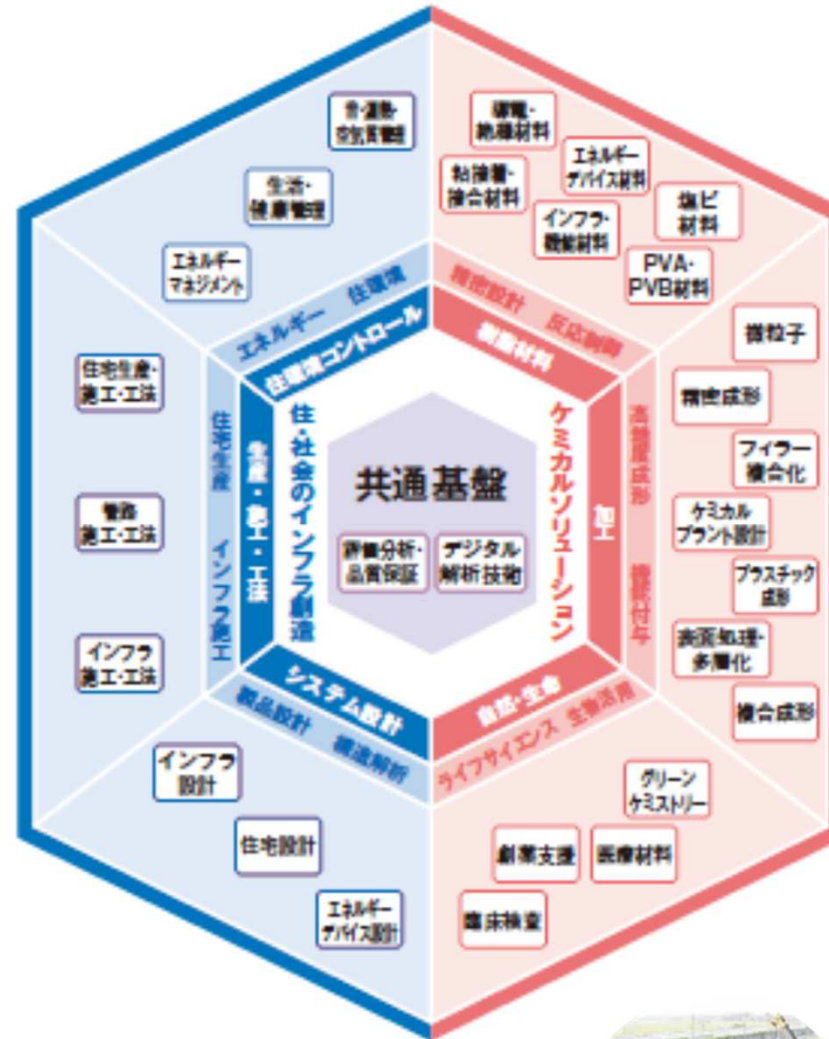 音・温熱・
空気質管理
生活・
健康管理
エネルギー
マネジメント
導電・
絶縁材料
粘接着・
接合材料
エネルギー
デバイス材料
インフラ・
機能材料
塩ビ
材料
PVA・
PVB材料
エネルギー 住環境
住環境コントロール
精密設計 反応制御
樹脂材料
住宅生産・
施工・工法
管路
施工・工法
インフラ
施工・工法
住宅生産 インフラ施工
生産・施工・工法
住・社会のインフラ創造
共通基盤
評価分析・
品質保証
デジタル
解析技術
ケミカルソリューション
加工
高精度成形 機能付与
微粒子
精密成形
フィラー
複合化
ケミカル
プラント設計
プラスチック
成形
表面処理・
多層化
複合成形
システム設計
製品設計 構造解析
自然・生命
ライフサイエンス 生物活用
インフラ
設計
住宅設計
エネルギー
デバイス設計
グリーン
ケミストリー
創薬支援
医療材料
臨床検査